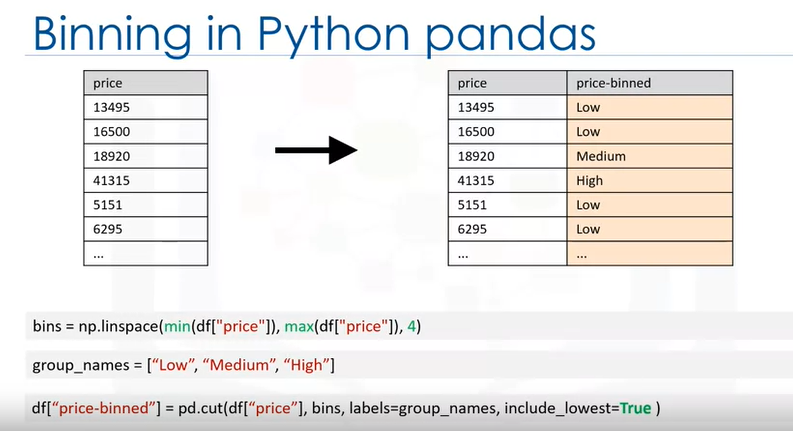 Binning in Python pandas
price
13495
16500
18920
41315
5151
6295
...
price price-binned
13495 Low
16500 Low
18920 Medium
41315 High
5151 Low
6295 Low
... ...
bins = np.linspace(min(df["price"]), max(df["price"]), 4)
group_names = [“Low”, “Medium”, “High”]
df[“price-binned”] = pd.cut(df[“price”], bins, labels=group_names, include_lowest=True )